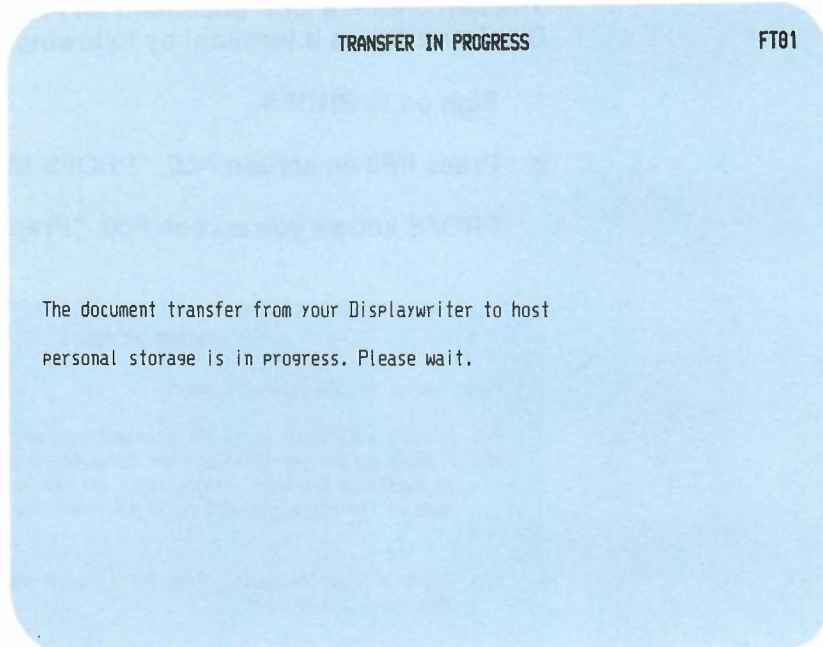 TRANSFER IN PROGRESS FT01
The document transfer from your Displaywriter to host
personal storage is in progress. Please wait.